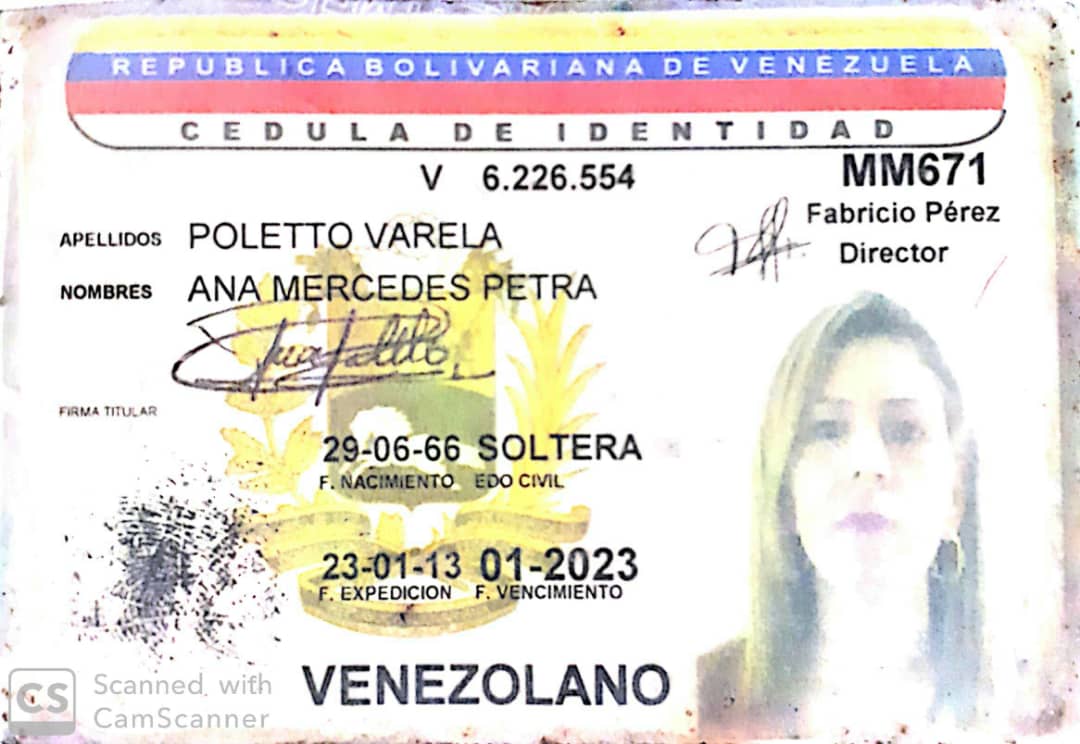 REPUBLICA BOLIVARIANA DE VENEZUELA
CEDULA DE IDENTIDAD
V 6.226.554
MM671
Fabricio Pérez
Director
APELLIDOS POLETTO VARELA
NOMBRES ANA MERCEDES PETRA
FIRMA TITULAR
29-06-66 SOLTERA
F. NACIMIENTO EDO CIVIL
23-01-13 01-2023
F. EXPEDICION F. VENCIMIENTO
VENEZOLANO
CS Scanned with
CamScanner